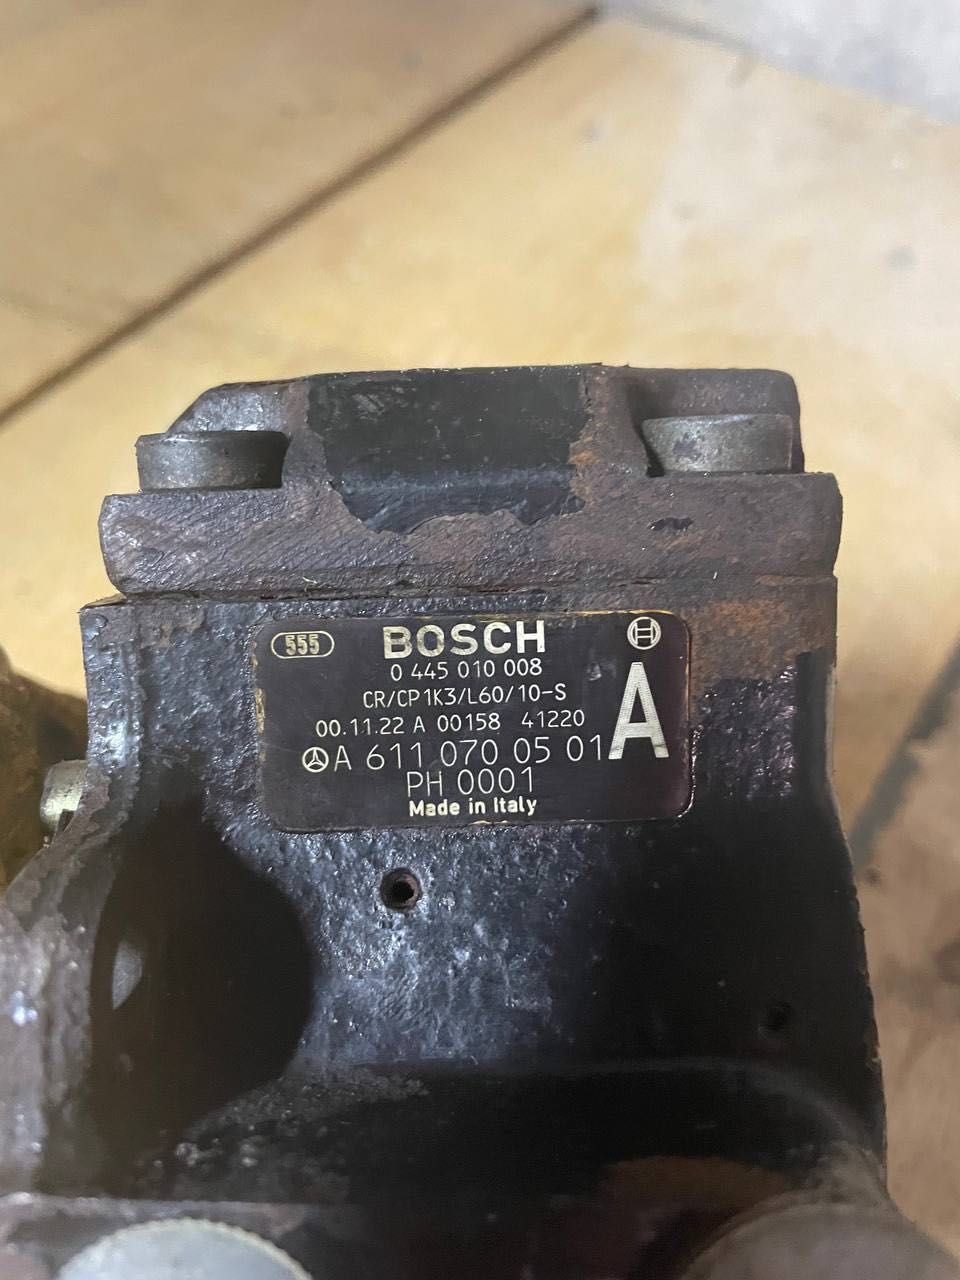 555 BOSCH
0 445 010 008
CR/CP1K3/L60/10-S A
00.11.22 A 00158 41220
A 611 070 05 01
PH 0001
Made in Italy